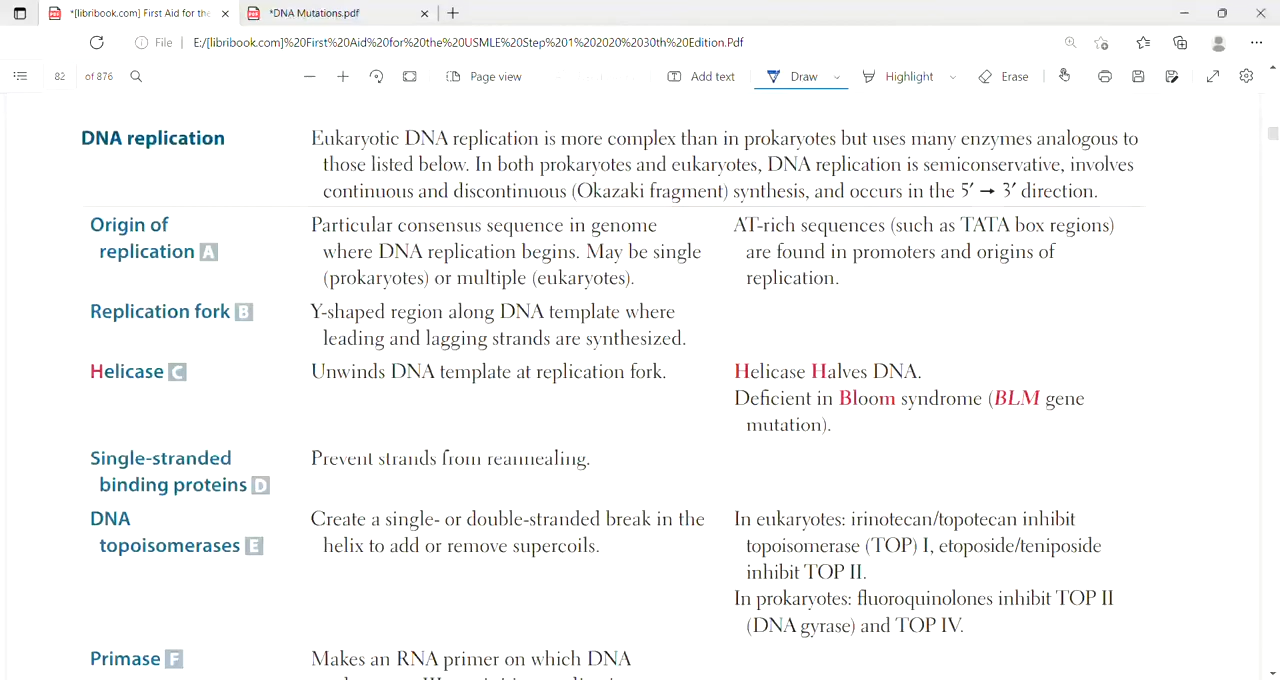 *[libribook.com] First Aid for the
*DNA Mutations.pdf
File
E:/[libribook.com]%20First%20Aid%20for%20the%20USMLE%20Step%201%202020%2030th%20Edition.Pdf
82 of 876
Page view
Add text
Draw
Highlight
Erase
DNA replication
Eukaryotic DNA replication is more complex than in prokaryotes but uses many enzymes analogous to
those listed below. In both prokaryotes and eukaryotes, DNA replication is semiconservative, involves
continuous and discontinuous (Okazaki fragment) synthesis, and occurs in the 5′ → 3′ direction.
Origin of
replication A
Particular consensus sequence in genome
where DNA replication begins. May be single
(prokaryotes) or multiple (eukaryotes).
AT-rich sequences (such as TATA box regions)
are found in promoters and origins of
replication.
Replication fork B
Y-shaped region along DNA template where
leading and lagging strands are synthesized.
Helicase C
Unwinds DNA template at replication fork.
Helicase Halves DNA.
Deficient in Bloom syndrome (BLM gene
mutation).
Single-stranded
binding proteins D
Prevent strands from reannealing.
DNA
topoisomerases E
Create a single- or double-stranded break in the
helix to add or remove supercoils.
In eukaryotes: irinotecan/topotecan inhibit
topoisomerase (TOP) I, etoposide/teniposide
inhibit TOP II.
In prokaryotes: fluoroquinolones inhibit TOP II
(DNA gyrase) and TOP IV.
Primase F
Makes an RNA primer on which DNA